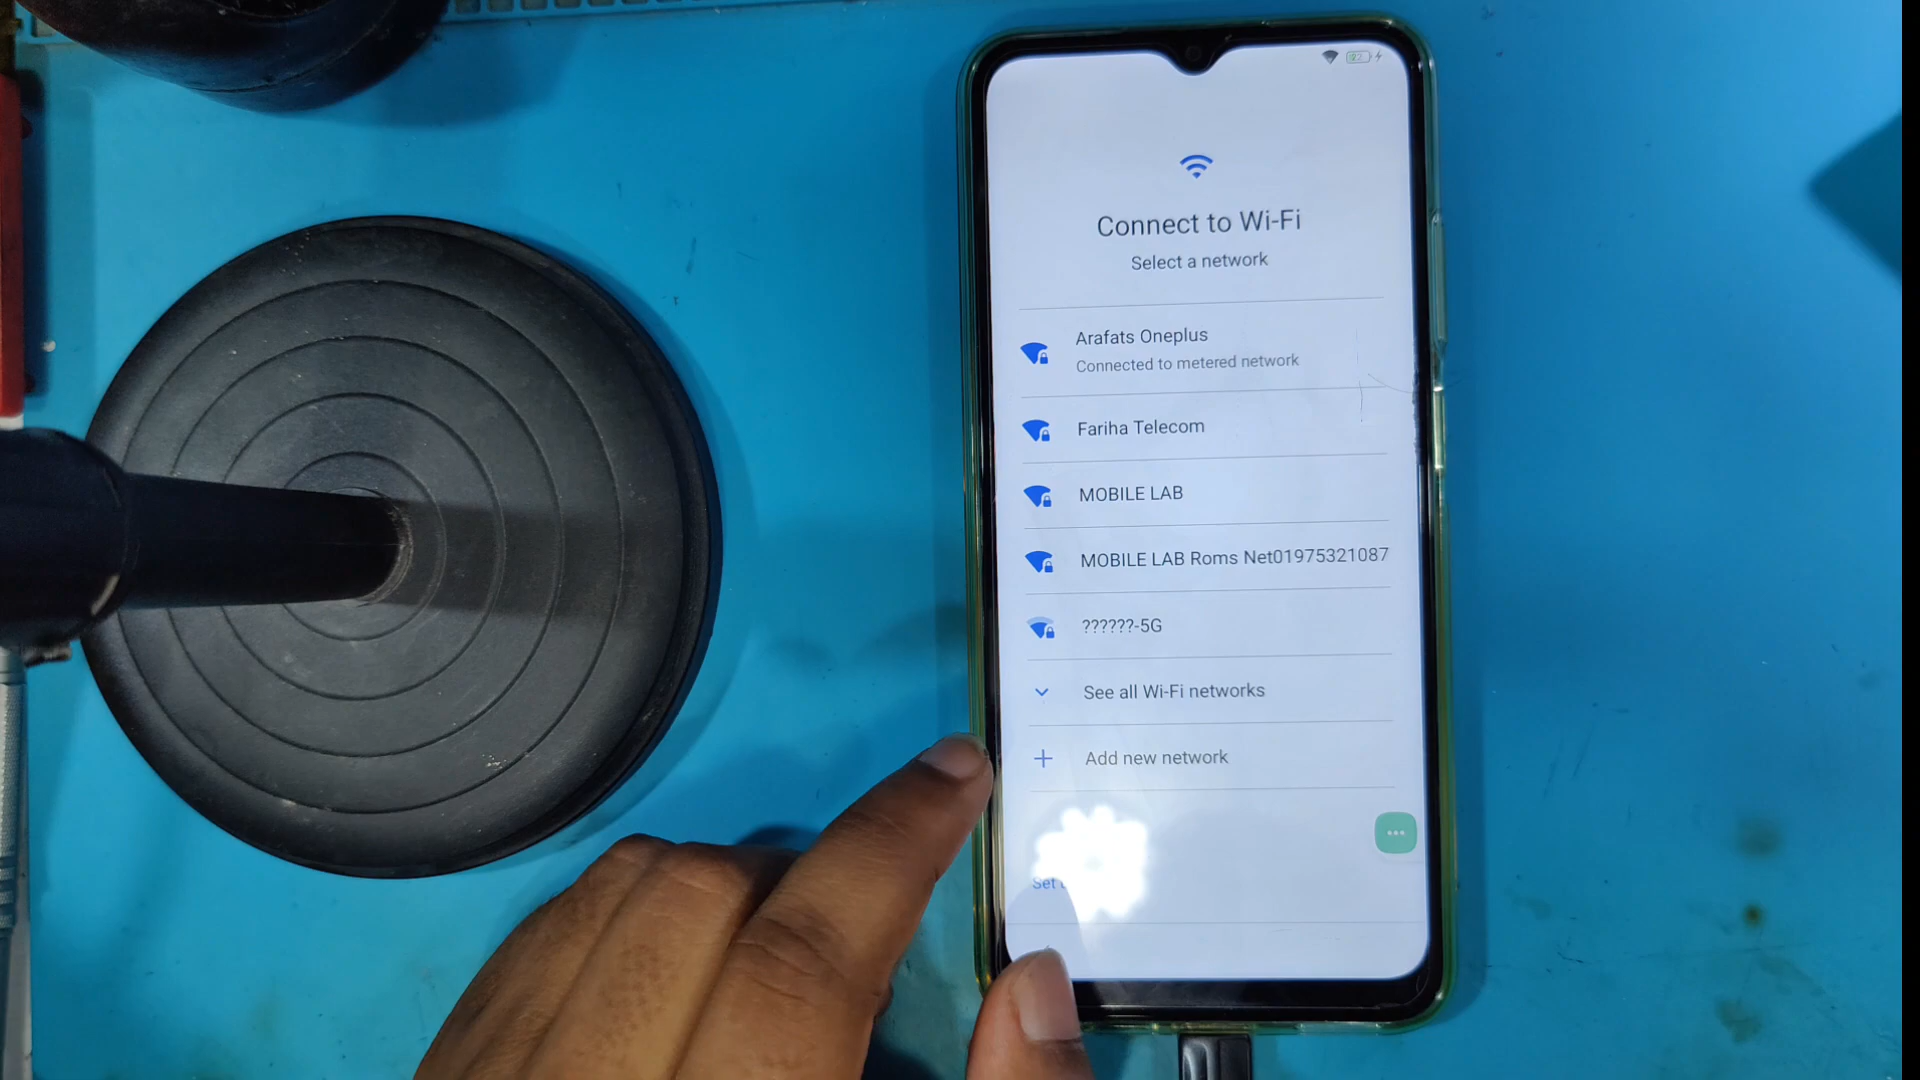 Connect to Wi-Fi
Select a network
Arafats Oneplus
Connected to metered network
Fariha Telecom
MOBILE LAB
MOBILE LAB Roms Net01975321087
??????-5G
See all Wi-Fi networks
Add new network
Set